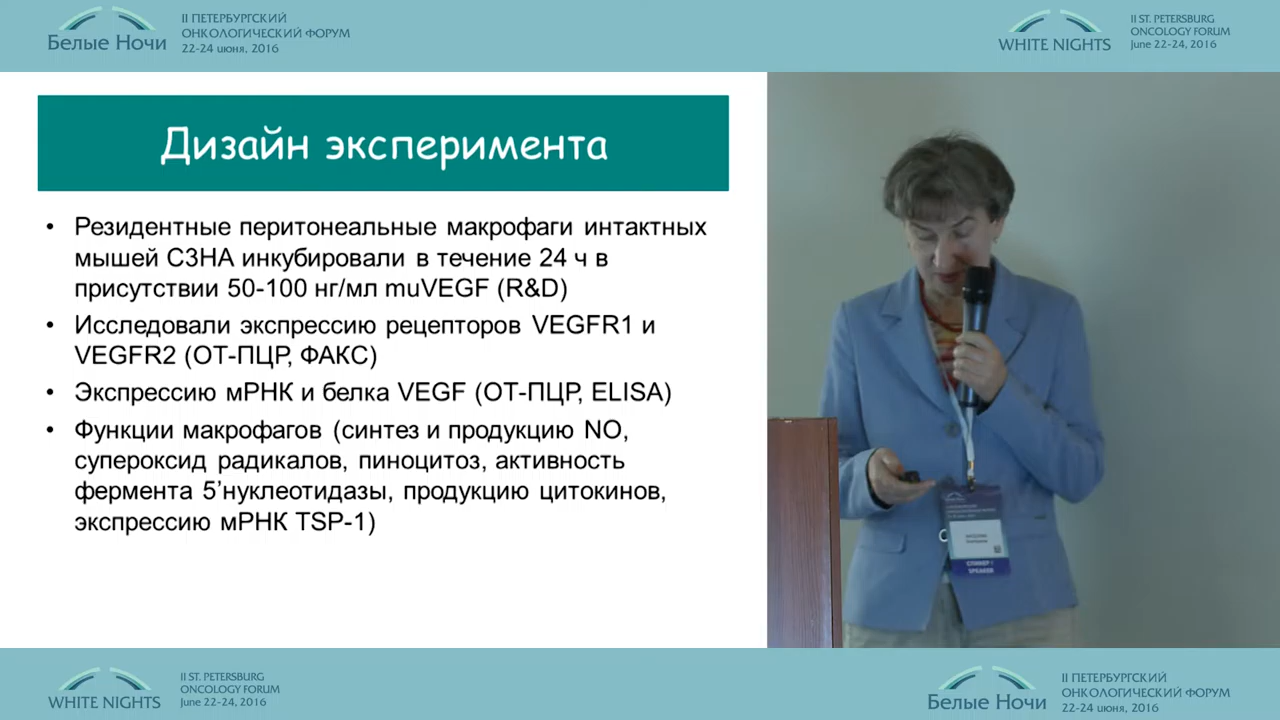 Белые Ночи
II ПЕТЕРБУРГСКИЙ
ОНКОЛОГИЧЕСКИЙ ФОРУМ
22-24 июня, 2016
WHITE NIGHTS
II ST. PETERSBURG
ONCOLOGY FORUM
June 22-24, 2016
Дизайн эксперимента
• Резидентные перитонеальные макрофаги интактных
мышей С3НА инкубировали в течение 24 ч в
присутствии 50-100 нг/мл muVEGF (R&D)
• Исследовали экспрессию рецепторов VEGFR1 и
VEGFR2 (ОТ-ПЦР, ФАКС)
• Экспрессию мРНК и белка VEGF (ОТ-ПЦР, ELISA)
• Функции макрофагов (синтез и продукцию NO,
супероксид радикалов, пиноцитоз, активность
фермента 5’нуклеотидазы, продукцию цитокинов,
экспрессию мРНК TSP-1)
СПИКЕР
SPEAKER
WHITE NIGHTS
II ST. PETERSBURG
ONCOLOGY FORUM
June 22-24, 2016
Белые Ночи
II ПЕТЕРБУРГСКИЙ
ОНКОЛОГИЧЕСКИЙ ФОРУМ
22-24 июня, 2016